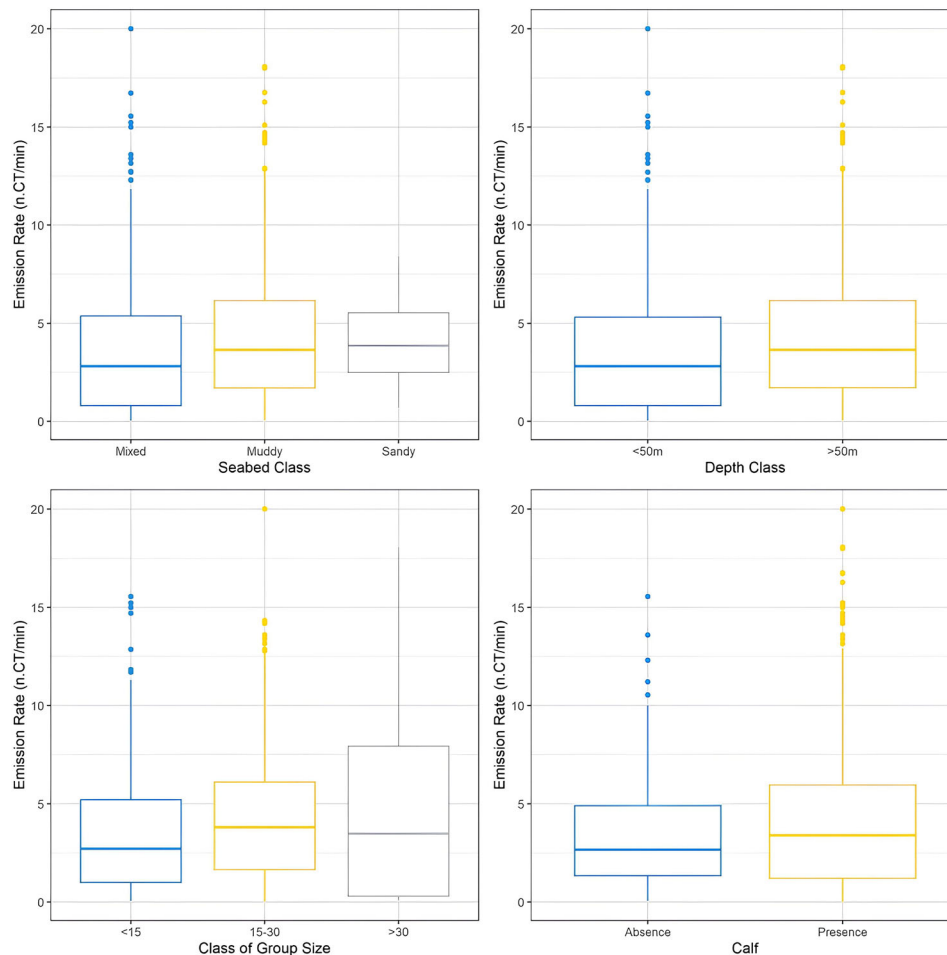 20
15
10
5
0
Emission Rate (n.CT/min)
Mixed
Muddy
Sandy
Seabed Class
20
15
10
5
0
Emission Rate (n.CT/min)
<50m
>50m
Depth Class
20
15
10
5
0
Emission Rate (n.CT/min)
<15
15-30
>30
Class of Group Size
20
15
10
5
0
Emission Rate (n.CT/min)
Absence
Presence
Calf